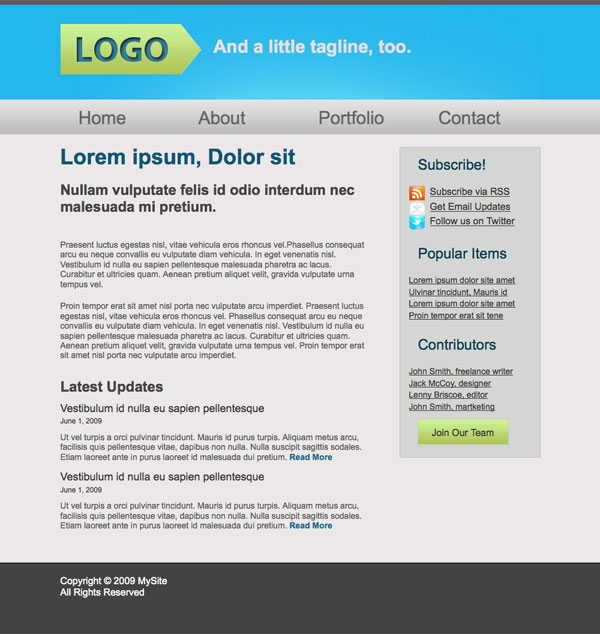 LOGO
And a little tagline, too.
Home About Portfolio Contact
Lorem ipsum, Dolor sit
Nullam vulputate felis id odio interdum nec
malesuada mi pretium.
Praesent luctus egestas nisl, vitae vehicula eros rhoncus vel.Phasellus consequat
arcu eu neque convallis eu vulputate diam vehicula. In eget venenatis nisl.
Vestibulum id nulla eu sapien pellentesque malesuada pharetra ac lacus.
Curabitur et ultricies quam. Aenean pretium aliquet velit, gravida vulputate urna
tempus vel.
Proin tempor erat sit amet nisl porta nec vulputate arcu imperdiet. Praesent luctus
egestas nisl, vitae vehicula eros rhoncus vel. Phasellus consequat arcu eu neque
convallis eu vulputate diam vehicula. In eget venenatis nisl. Vestibulum id nulla eu
sapien pellentesque malesuada pharetra ac lacus. Curabitur et ultricies quam.
Aenean pretium aliquet velit, gravida vulputate urna tempus vel. Proin tempor erat
sit amet nisl porta nec vulputate arcu imperdiet.
Latest Updates
Vestibulum id nulla eu sapien pellentesque
June 1, 2009
Ut vel turpis a orci pulvinar tincidunt. Mauris id purus turpis. Aliquam metus arcu,
facilisis quis pellentesque vitae, dapibus non nulla. Nulla suscipit sagittis sodales.
Etiam laoreet ante in purus laoreet id malesuada dui pretium. Read More
Vestibulum id nulla eu sapien pellentesque
June 1, 2009
Ut vel turpis a orci pulvinar tincidunt. Mauris id purus turpis. Aliquam metus arcu,
facilisis quis pellentesque vitae, dapibus non nulla. Nulla suscipit sagittis sodales.
Etiam laoreet ante in purus laoreet id malesuada dui pretium. Read More
Subscribe!
Subscribe via RSS
Get Email Updates
Follow us on Twitter
Popular Items
Lorem ipsum dolor site amet
Ulvinar tincidunt, Mauris id
Lorem ipsum dolor site amet
Proin tempor erat sit tene
Contributors
John Smith, freelance writer
Jack McCoy, designer
Lenny Briscoe, editor
John Smith, martketing
Join Our Team
Copyright © 2009 MySite
All Rights Reserved